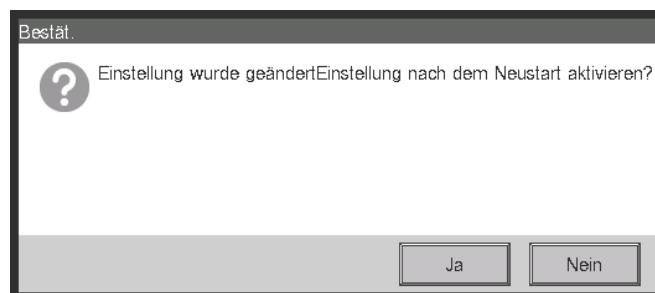 Bestät.
Einstellung wurde geändertEinstellung nach dem Neustart aktivieren?
Ja
Nein